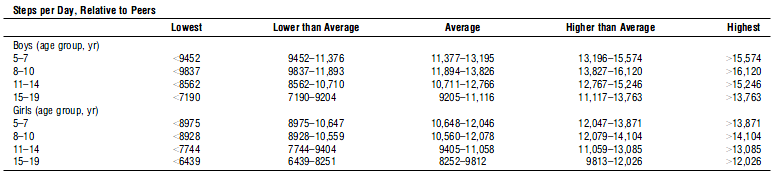 Steps per Day, Relative to Peers
Lowest Lower than Average Average Higher than Average Highest
Boys (age group, yr)
5–7 <9452 9452–11,376 11,377–13,195 13,196–15,574 >15,574
8–10 <9837 9837–11,893 11,894–13,826 13,827–16,120 >16,120
11–14 <8562 8562–10,710 10,711–12,766 12,767–15,246 >15,246
15–19 <7190 7190–9204 9205–11,116 11,117–13,763 >13,763
Girls (age group, yr)
5–7 <8975 8975–10,647 10,648–12,046 12,047–13,871 >13,871
8–10 <8928 8928–10,559 10,560–12,078 12,079–14,104 >14,104
11–14 <7744 7744–9404 9405–11,058 11,059–13,085 >13,085
15–19 <6439 6439–8251 8252–9812 9813–12,026 >12,026